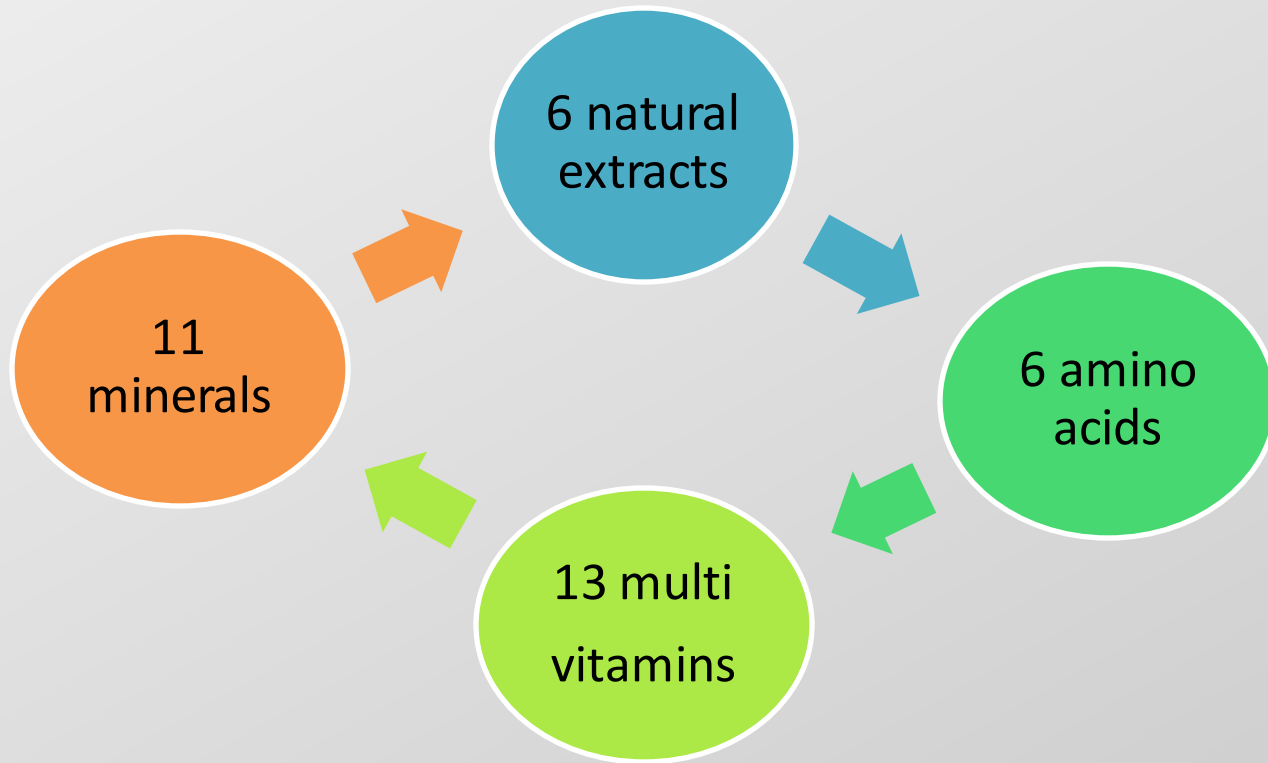 6 natural
extracts
6 amino
acids
13 multi
vitamins
11
minerals